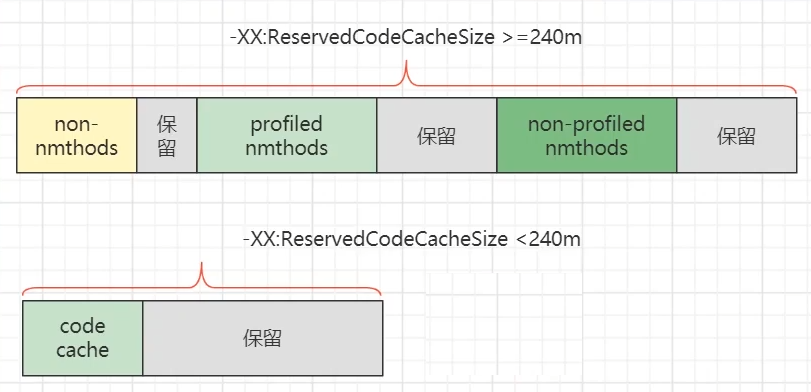 -XX:ReservedCodeCacheSize >=240m
non-
nmthods
保
留
profiled
nmthods
保留
non-profiled
nmthods
保留
-XX:ReservedCodeCacheSize <240m
code
cache
保留